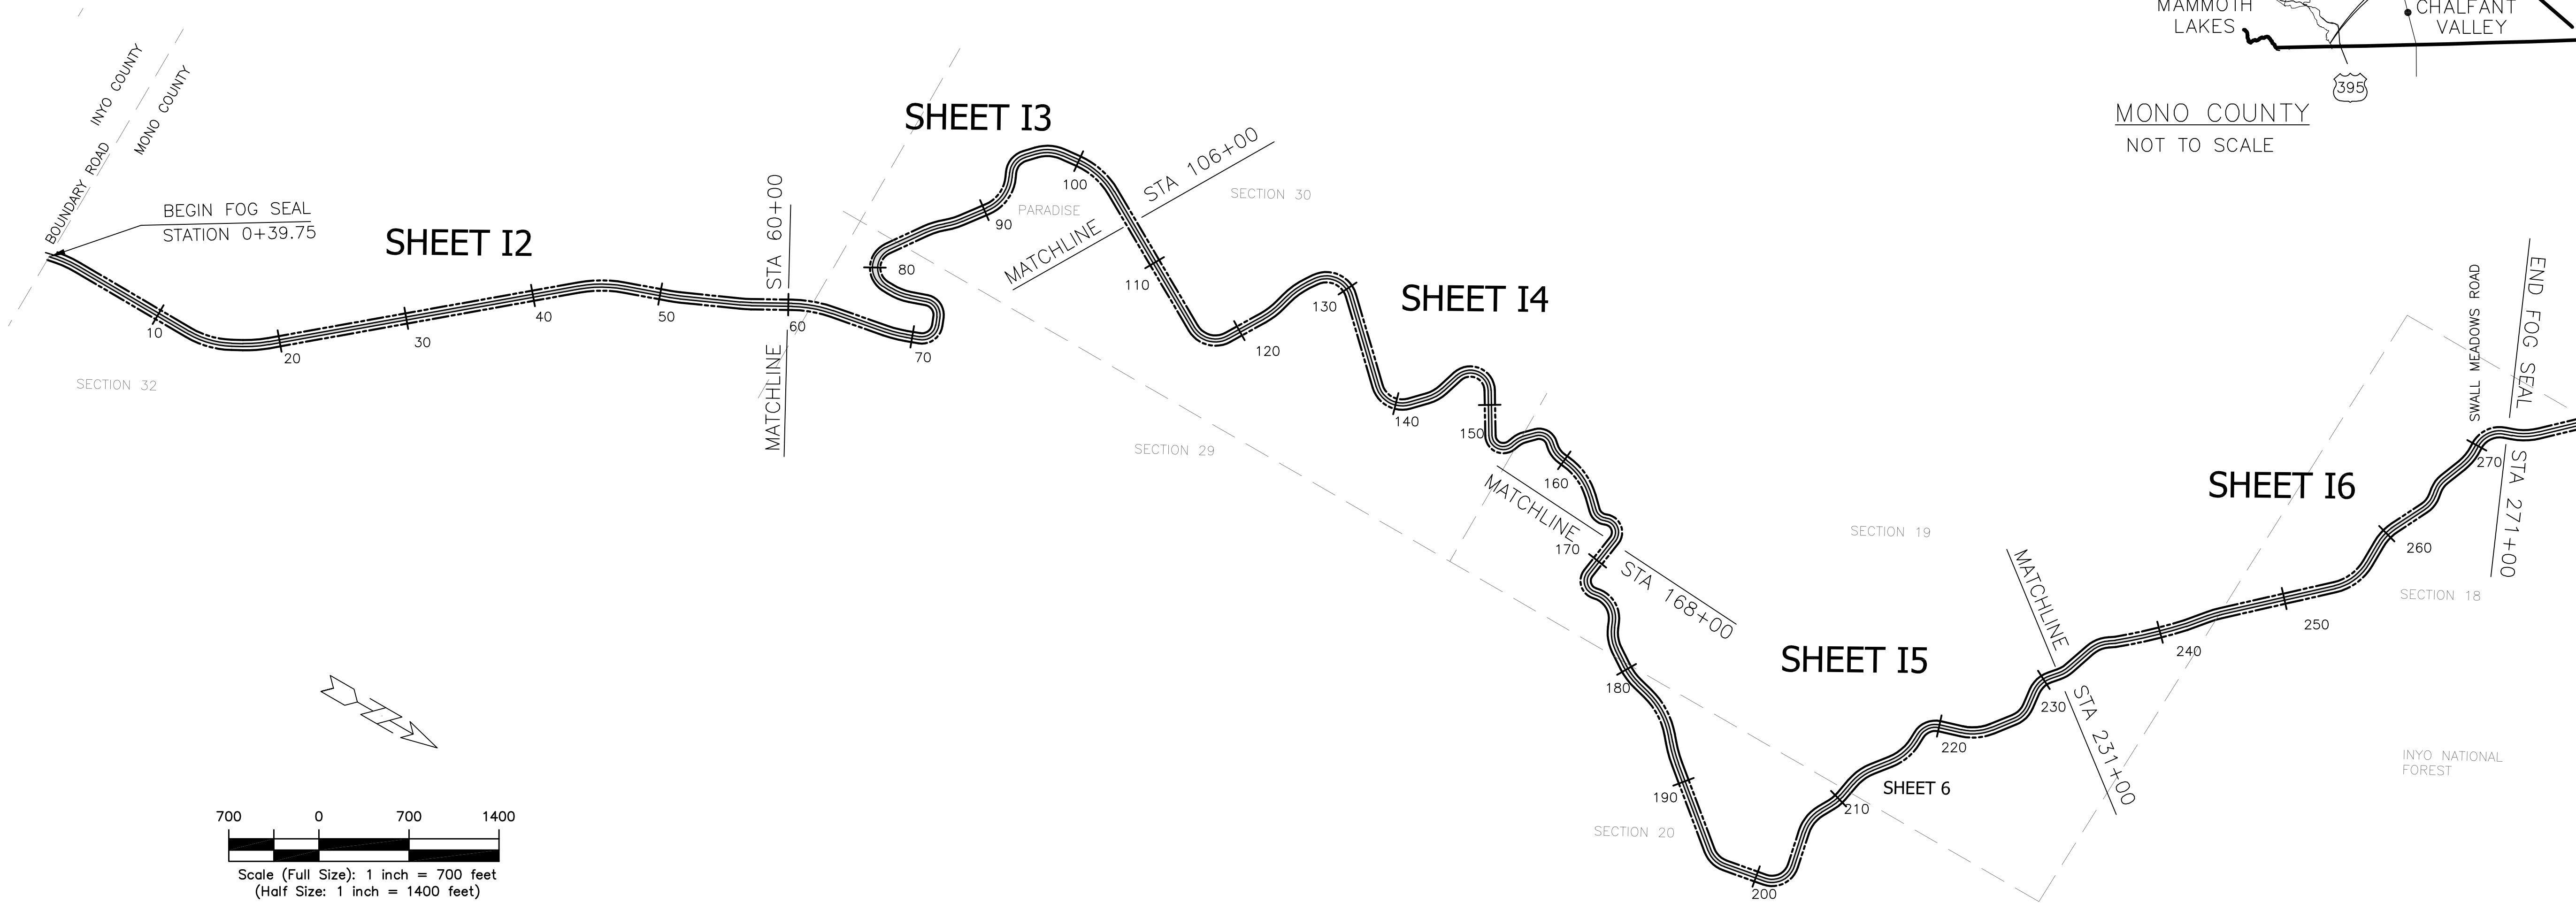 MAMMOTH
LAKES
CHALFANT
VALLEY
395
MONO COUNTY
NOT TO SCALE
INYO COUNTY
MONO COUNTY
BOUNDARY ROAD
BEGIN FOG SEAL
STATION 0+39.75
SHEET I2
SHEET I3
SHEET I4
SHEET I5
SHEET I6
SHEET 6
MATCHLINE STA 60+00
MATCHLINE STA 106+00
MATCHLINE STA 168+00
MATCHLINE STA 231+00
SWALL MEADOWS ROAD
END FOG SEAL STA 271+00
PARADISE
SECTION 30
SECTION 32
SECTION 29
SECTION 19
SECTION 18
SECTION 20
INYO NATIONAL
FOREST
10
20
30
40
50
60
70
80
90
100
110
120
130
140
150
160
170
180
190
200
210
220
230
240
250
260
270
700 0 700 1400
Scale (Full Size): 1 inch = 700 feet
(Half Size: 1 inch = 1400 feet)